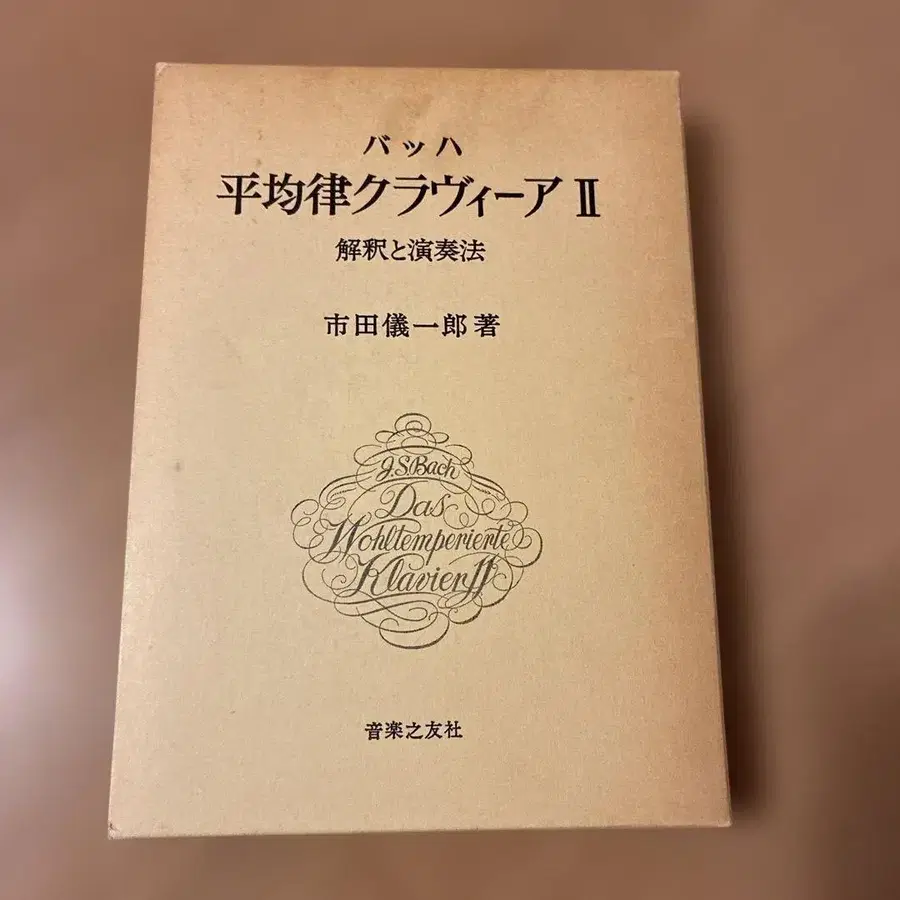 バッハ
平均律クラヴィーアⅡ
解釈と演奏法
市田儀一郎著
J.S.Bach
Das
Wohltemperierte
Klavier II
音楽之友社